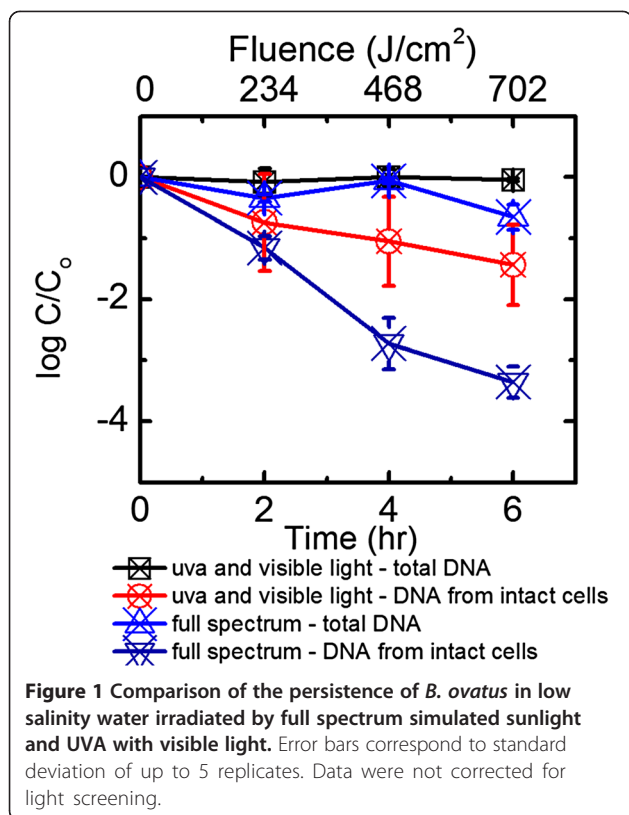 Fluence (J/cm²)
0 234 468 702
0
-2
-4
log C/Cₒ
0 2 4 6
Time (hr)
uva and visible light - total DNA
uva and visible light - DNA from intact cells
full spectrum - total DNA
full spectrum - DNA from intact cells
Figure 1 Comparison of the persistence of B. ovatus in low
salinity water irradiated by full spectrum simulated sunlight
and UVA with visible light. Error bars correspond to standard
deviation of up to 5 replicates. Data were not corrected for
light screening.